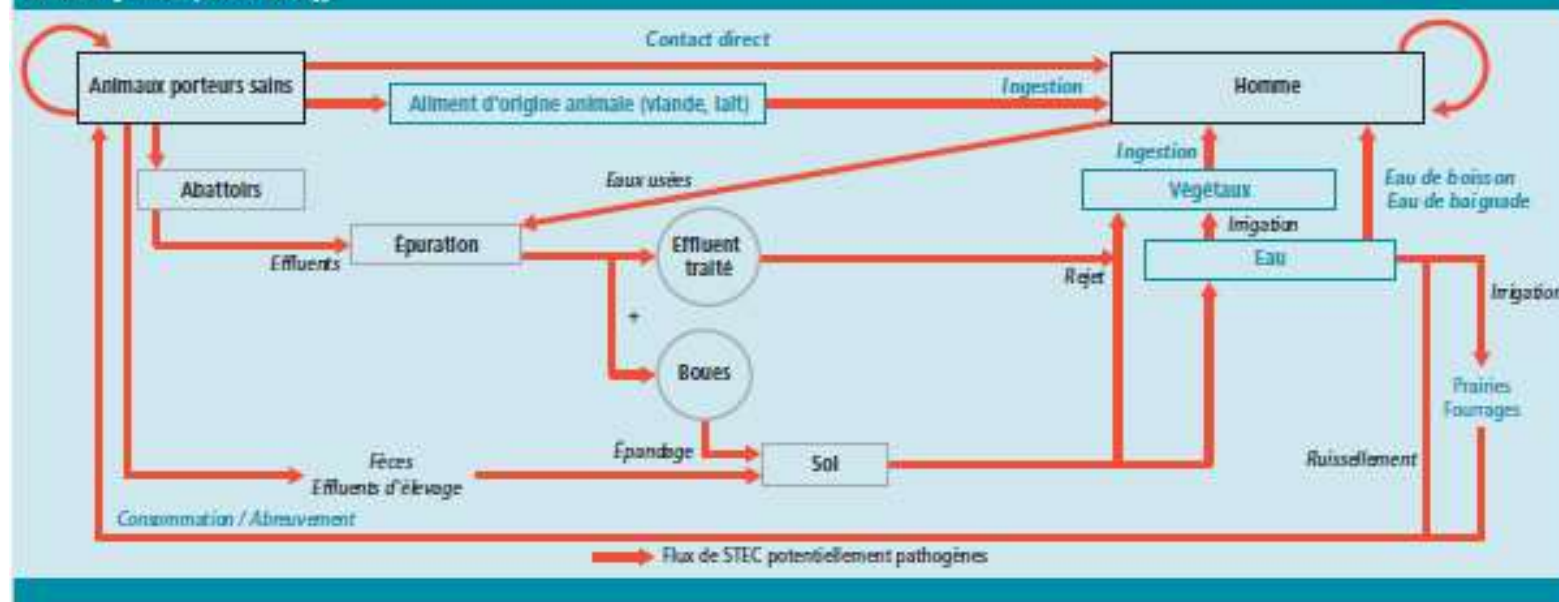 Contact direct
Animaux porteurs sains
Aliment d'origine animale (viande, lait)
Ingestion
Homme
Abattoirs
Eaux usées
Ingestion
Végétaux
Eau de boisson
Eau de baignade
Effluents
Épuration
Effluent
traité
Irrigation
Eau
Rejet
Irrigation
+
Boues
Prairies
Fourrages
Fèces
Effluents d'élevage
Épandage
Sol
Ruissellement
Consommation / Abreuvement
Flux de STEC potentiellement pathogènes